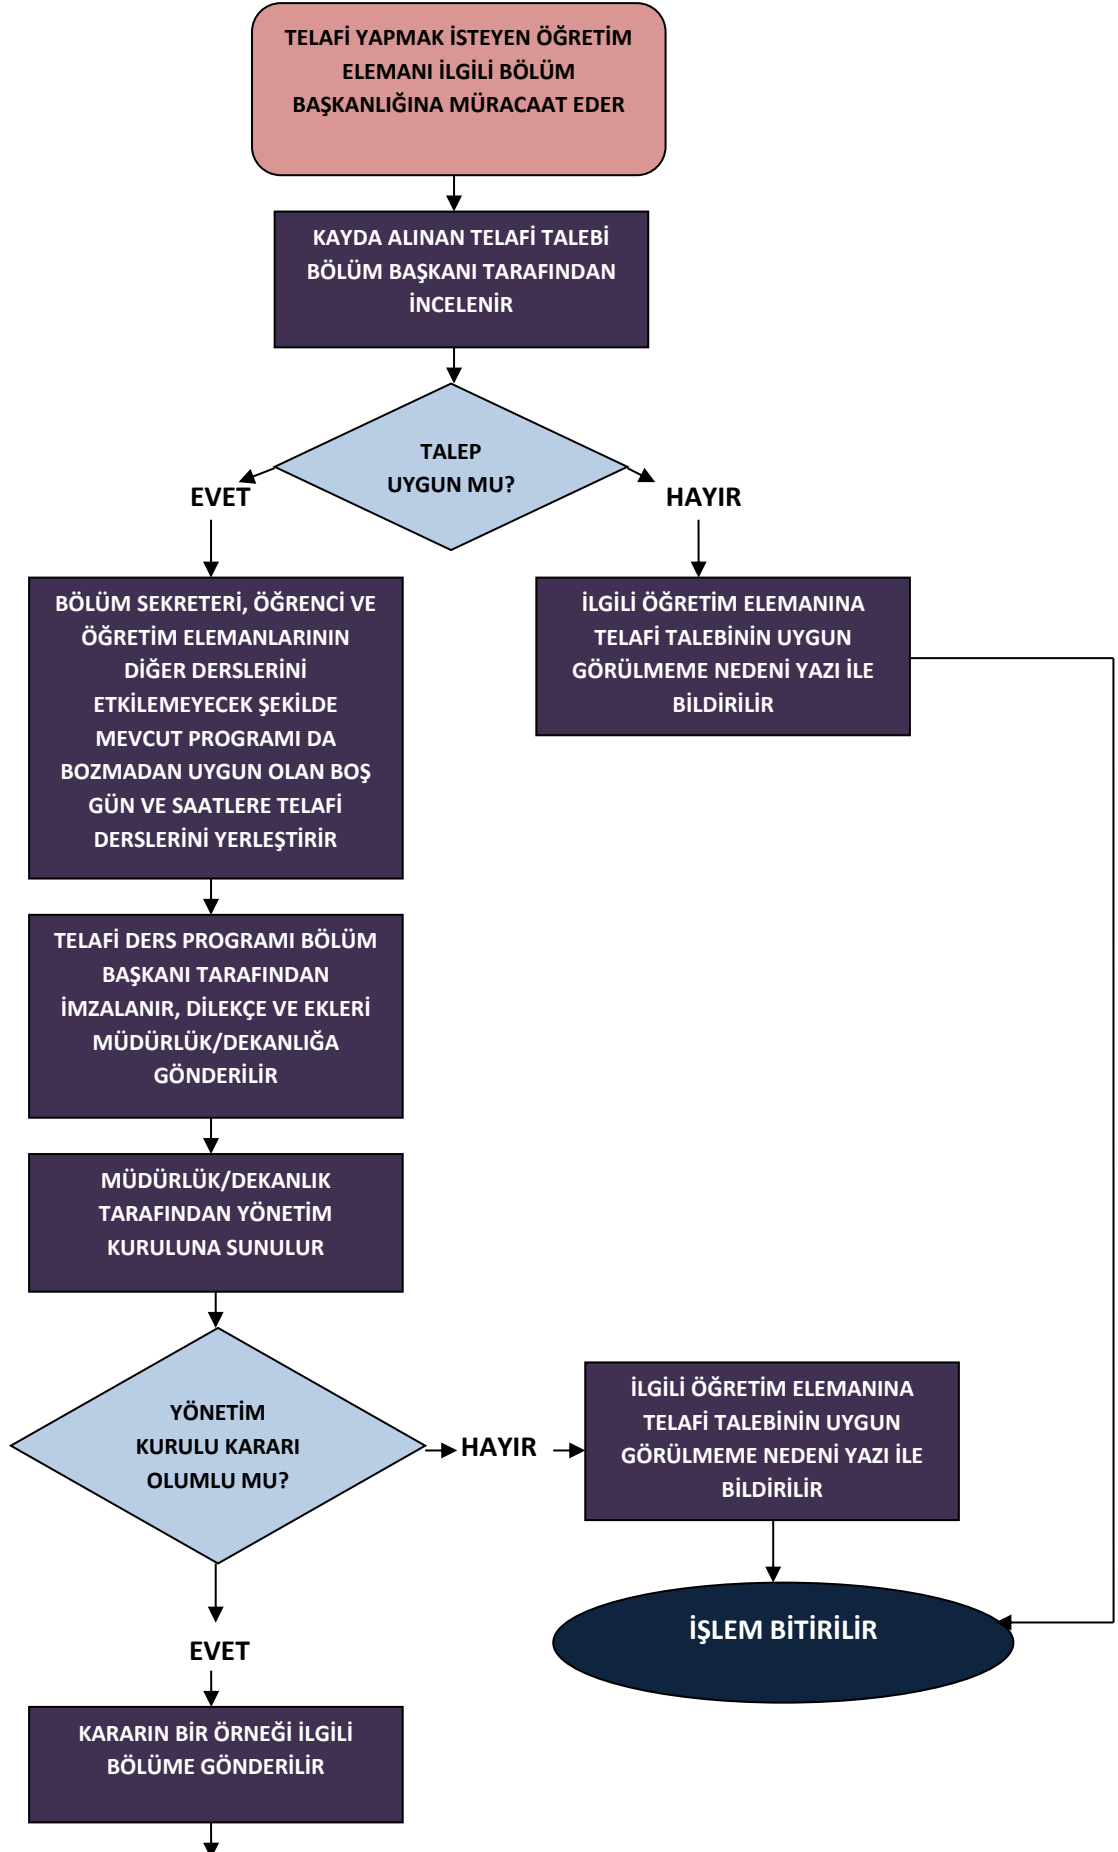 TELAFİ YAPMAK İSTEYEN ÖĞRETİM
ELEMANI İLGİLİ BÖLÜM
BAŞKANLIĞINA MÜRACAAT EDER
KAYDA ALINAN TELAFİ TALEBİ
BÖLÜM BAŞKANI TARAFINDAN
İNCELENİR
TALEP
UYGUN MU?
EVET
HAYIR
BÖLÜM SEKRETERİ, ÖĞRENCİ VE
ÖĞRETİM ELEMANLARININ
DİĞER DERSLERİNİ
ETKİLEMEYECEK ŞEKİLDE
MEVCUT PROGRAMI DA
BOZMADAN UYGUN OLAN BOŞ
GÜN VE SAATLERE TELAFİ
DERSLERİNİ YERLEŞTİRİR
İLGİLİ ÖĞRETİM ELEMANINA
TELAFİ TALEBİNİN UYGUN
GÖRÜLMEME NEDENİ YAZI İLE
BİLDİRİLİR
TELAFİ DERS PROGRAMI BÖLÜM
BAŞKANI TARAFINDAN
İMZALANIR, DİLEKÇE VE EKLERİ
MÜDÜRLÜK/DEKANLIĞA
GÖNDERİLİR
MÜDÜRLÜK/DEKANLIK
TARAFINDAN YÖNETİM
KURULUNA SUNULUR
YÖNETİM
KURULU KARARI
OLUMLU MU?
HAYIR
İLGİLİ ÖĞRETİM ELEMANINA
TELAFİ TALEBİNİN UYGUN
GÖRÜLMEME NEDENİ YAZI İLE
BİLDİRİLİR
İŞLEM BİTİRİLİR
EVET
KARARIN BİR ÖRNEĞİ İLGİLİ
BÖLÜME GÖNDERİLİR